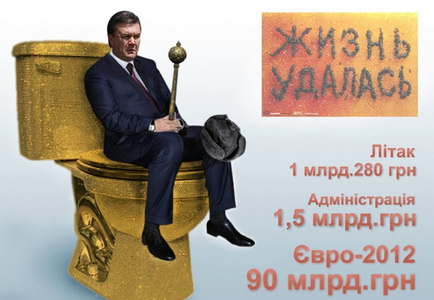 ЖИЗНЬ
УДАЛАСЬ
Літак
1 млрд.280 грн
Адміністрація
1,5 млрд.грн
Євро-2012
90 млрд.грн